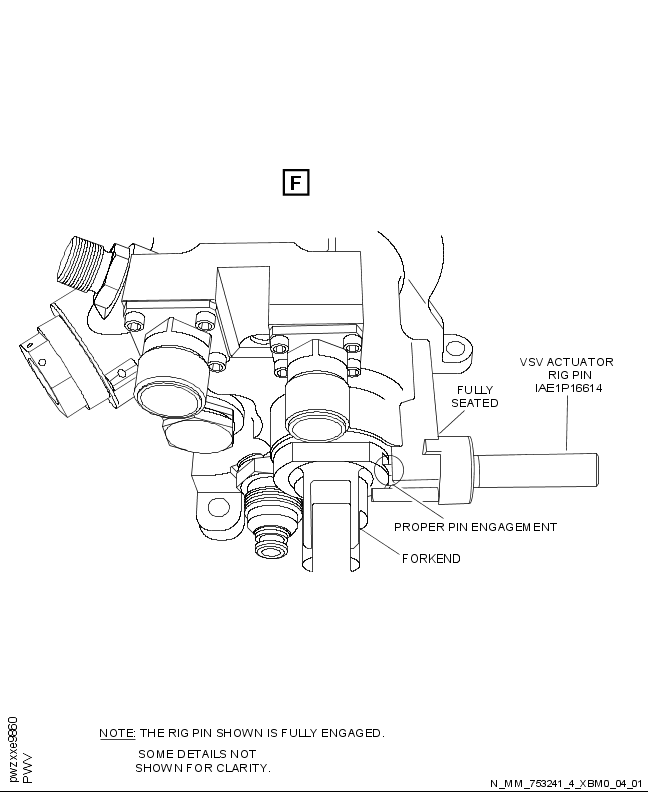 F
VSV ACTUATOR
RIG PIN
IAE1P16614
FULLY
SEATED
PROPER PIN ENGAGEMENT
FORKEND
NOTE: THE RIG PIN SHOWN IS FULLY ENGAGED.
SOME DETAILS NOT
SHOWN FOR CLARITY.
pwzxxe9860
PWV
N_MM_753241_4_XBM0_04_01